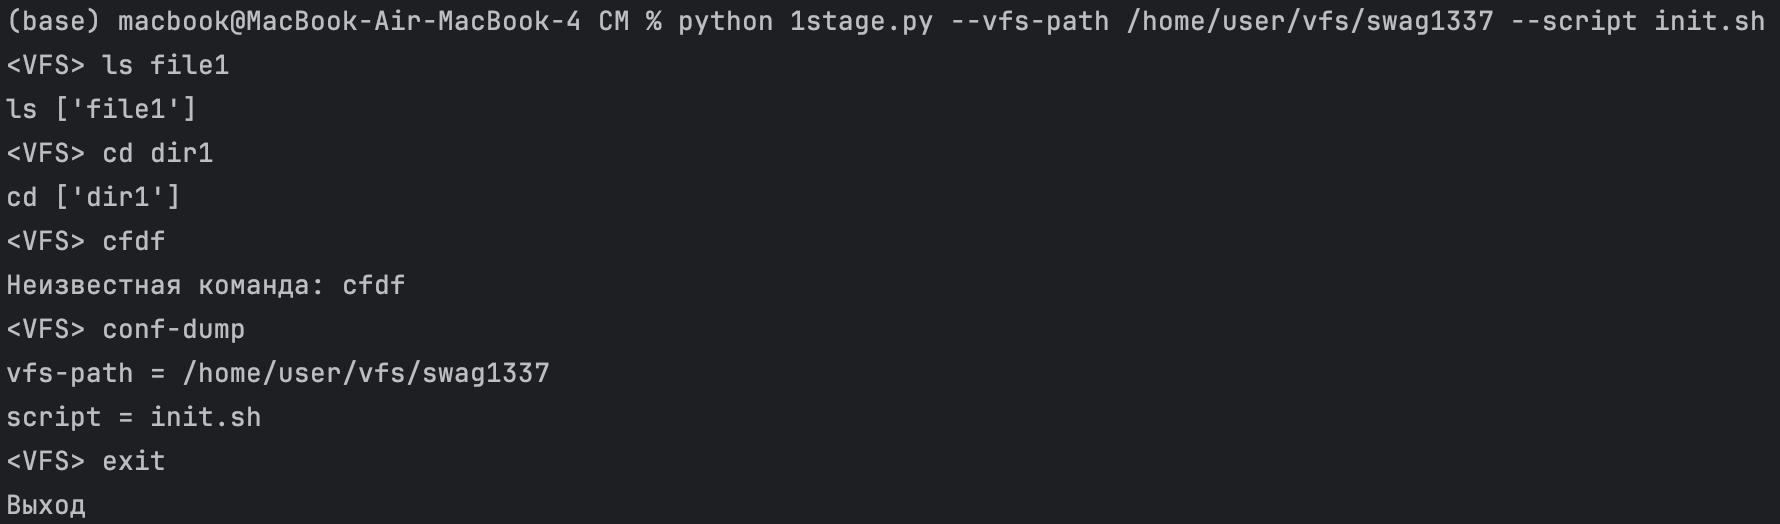 (base) macbook@MacBook-Air-MacBook-4 CM % python 1stage.py --vfs-path /home/user/vfs/swag1337 --script init.sh
<VFS> ls file1
ls ['file1']
<VFS> cd dir1
cd ['dir1']
<VFS> cfdf
Неизвестная команда: cfdf
<VFS> conf-dump
vfs-path = /home/user/vfs/swag1337
script = init.sh
<VFS> exit
Выход